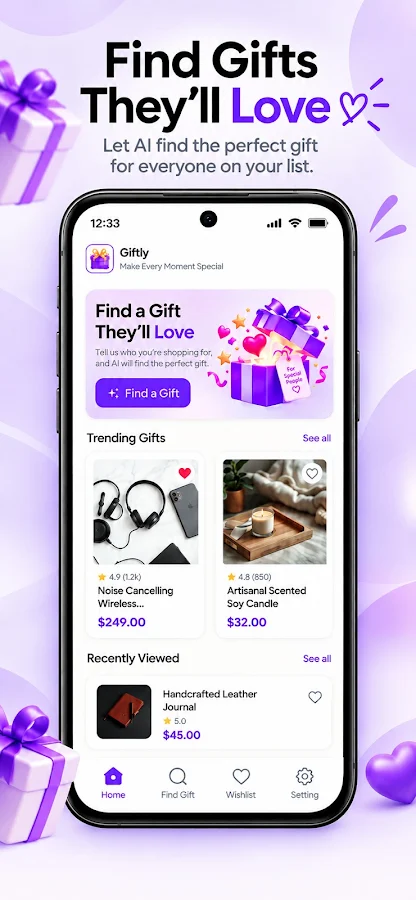 Find Gifts
They'll Love
Let AI find the perfect gift
for everyone on your list.
12:33
Giftly
Make Every Moment Special
Find a Gift
They'll Love
Tell us who you're shopping for,
and AI will find the perfect gift.
Find a Gift
For
Special
People
Trending Gifts
See all
4.9 (1.2k)
Noise Cancelling
Wireless...
$249.00
4.8 (850)
Artisanal Scented
Soy Candle
$32.00
Recently Viewed
See all
Handcrafted Leather
Journal
5.0
$45.00
Home
Find Gift
Wishlist
Setting